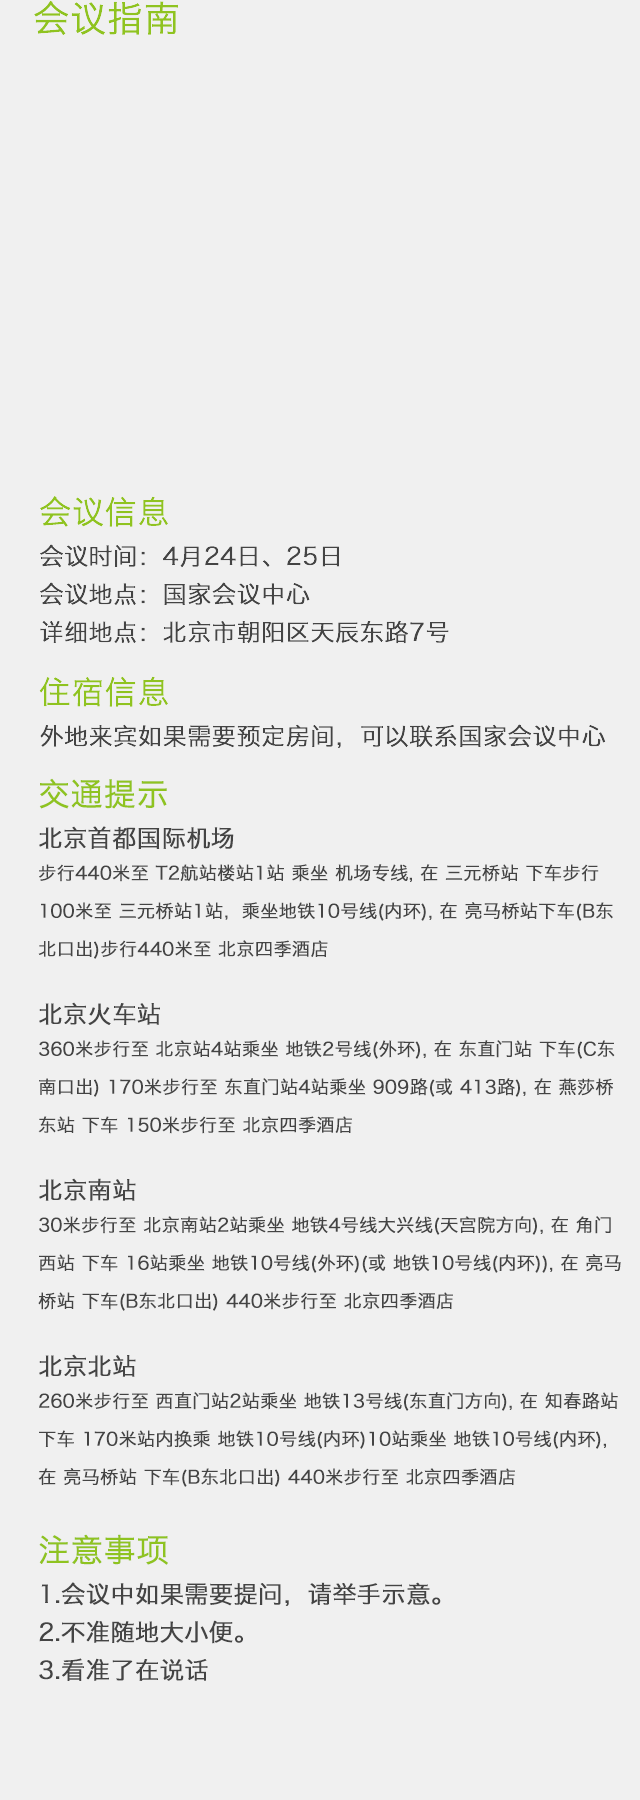 会议指南
会议信息
会议时间：4月24日、25日
会议地点：国家会议中心
详细地点：北京市朝阳区天辰东路7号
住宿信息
外地来宾如果需要预定房间，可以联系国家会议中心
交通提示
北京首都国际机场
步行440米至 T2航站楼站1站 乘坐 机场专线, 在 三元桥站 下车步行
100米至 三元桥站1站，乘坐地铁10号线(内环), 在 亮马桥站下车(B东
北口出)步行440米至 北京四季酒店
北京火车站
360米步行至 北京站4站乘坐 地铁2号线(外环), 在 东直门站 下车(C东
南口出) 170米步行至 东直门站4站乘坐 909路(或 413路), 在 燕莎桥
东站 下车 150米步行至 北京四季酒店
北京南站
30米步行至 北京南站2站乘坐 地铁4号线大兴线(天宫院方向), 在 角门
西站 下车 16站乘坐 地铁10号线(外环)(或 地铁10号线(内环)), 在 亮马
桥站 下车(B东北口出) 440米步行至 北京四季酒店
北京北站
260米步行至 西直门站2站乘坐 地铁13号线(东直门方向), 在 知春路站
下车 170米站内换乘 地铁10号线(内环)10站乘坐 地铁10号线(内环),
在 亮马桥站 下车(B东北口出) 440米步行至 北京四季酒店
注意事项
1.会议中如果需要提问，请举手示意。
2.不准随地大小便。
3.看准了在说话